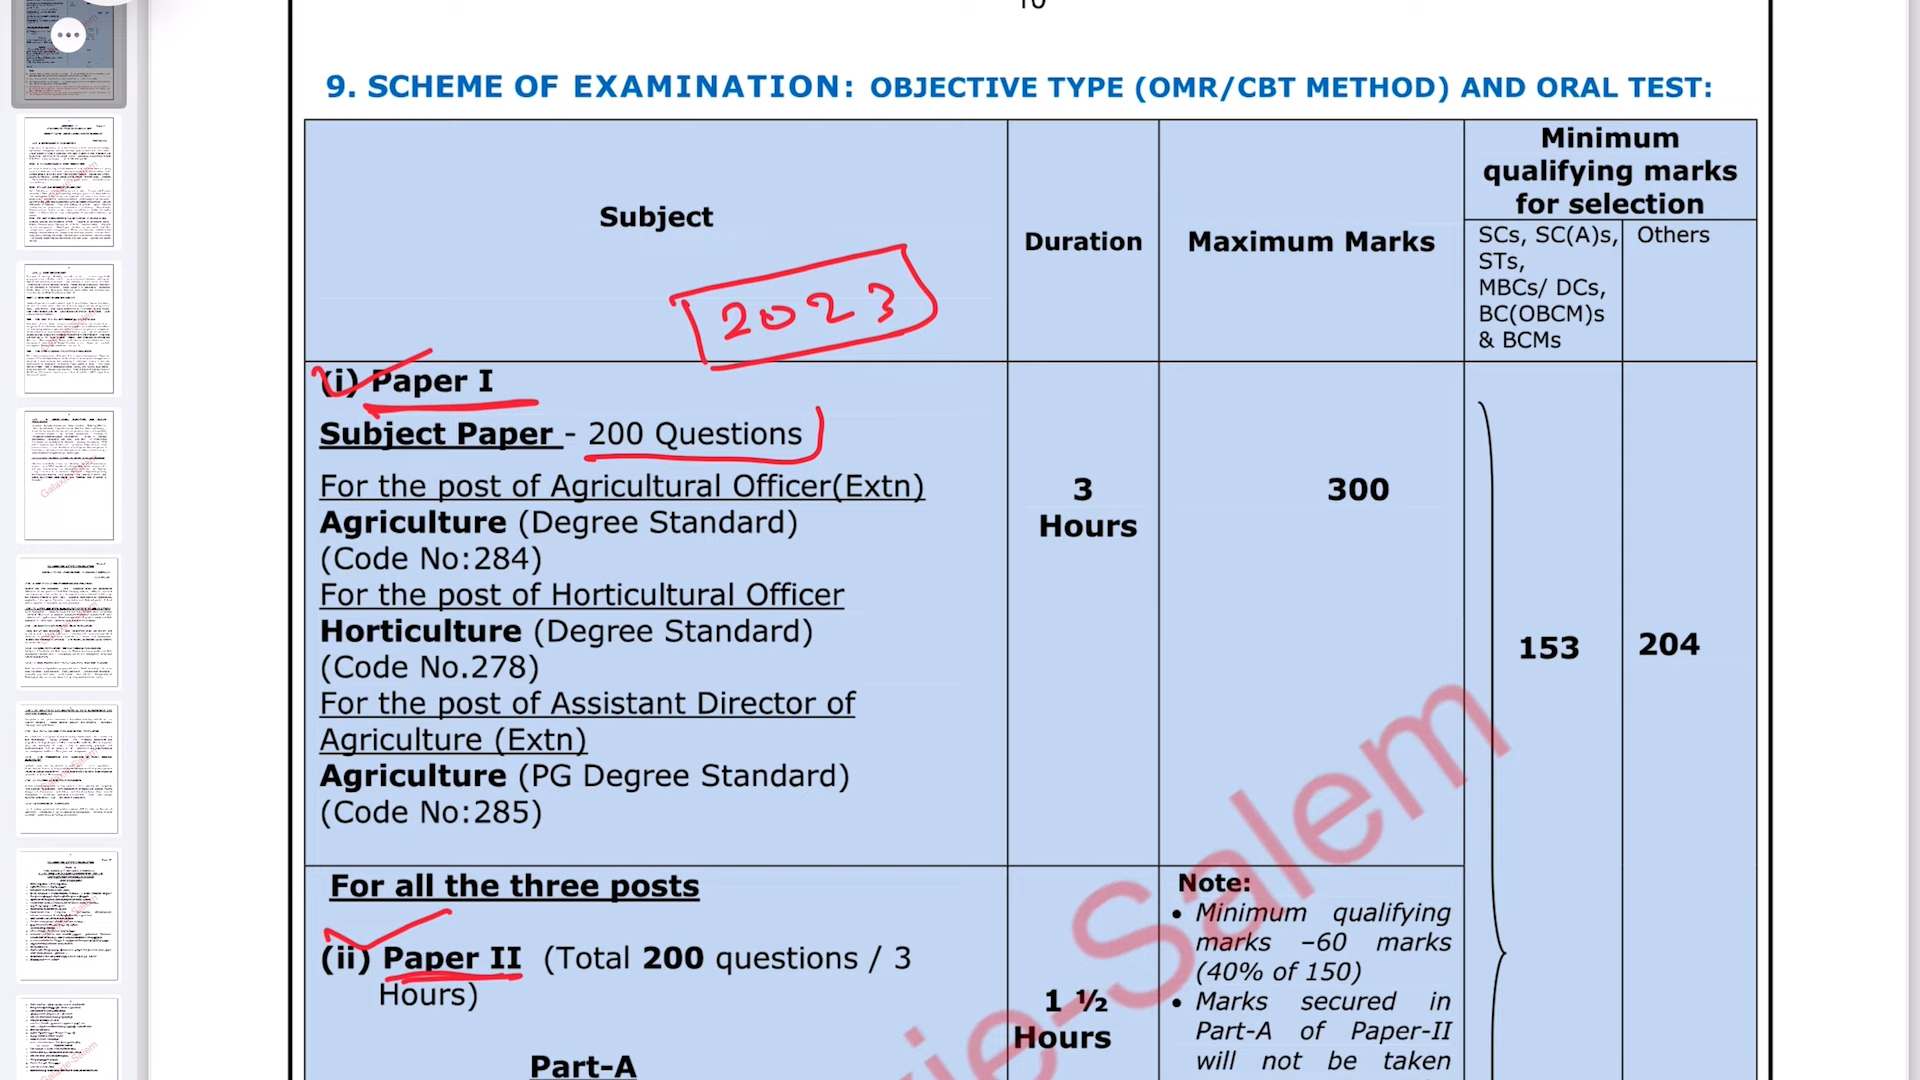 9. SCHEME OF EXAMINATION: OBJECTIVE TYPE (OMR/CBT METHOD) AND ORAL TEST:
Subject
Duration
Maximum Marks
Minimum
qualifying marks
for selection
SCs, SC(A)s,
STs,
MBCs/ DCs,
BC(OBCM)s
& BCMs
Others
2023
(i) Paper I
Subject Paper - 200 Questions
For the post of Agricultural Officer(Extn)
Agriculture (Degree Standard)
(Code No:284)
For the post of Horticultural Officer
Horticulture (Degree Standard)
(Code No.278)
For the post of Assistant Director of
Agriculture (Extn)
Agriculture (PG Degree Standard)
(Code No:285)
3
Hours
300
153
204
For all the three posts
(ii) Paper II (Total 200 questions / 3
Hours)
Part-A
1 ½
Hours
Note:
• Minimum qualifying
marks –60 marks
(40% of 150)
• Marks secured in
Part-A of Paper-II
will not be taken
ie-Salem